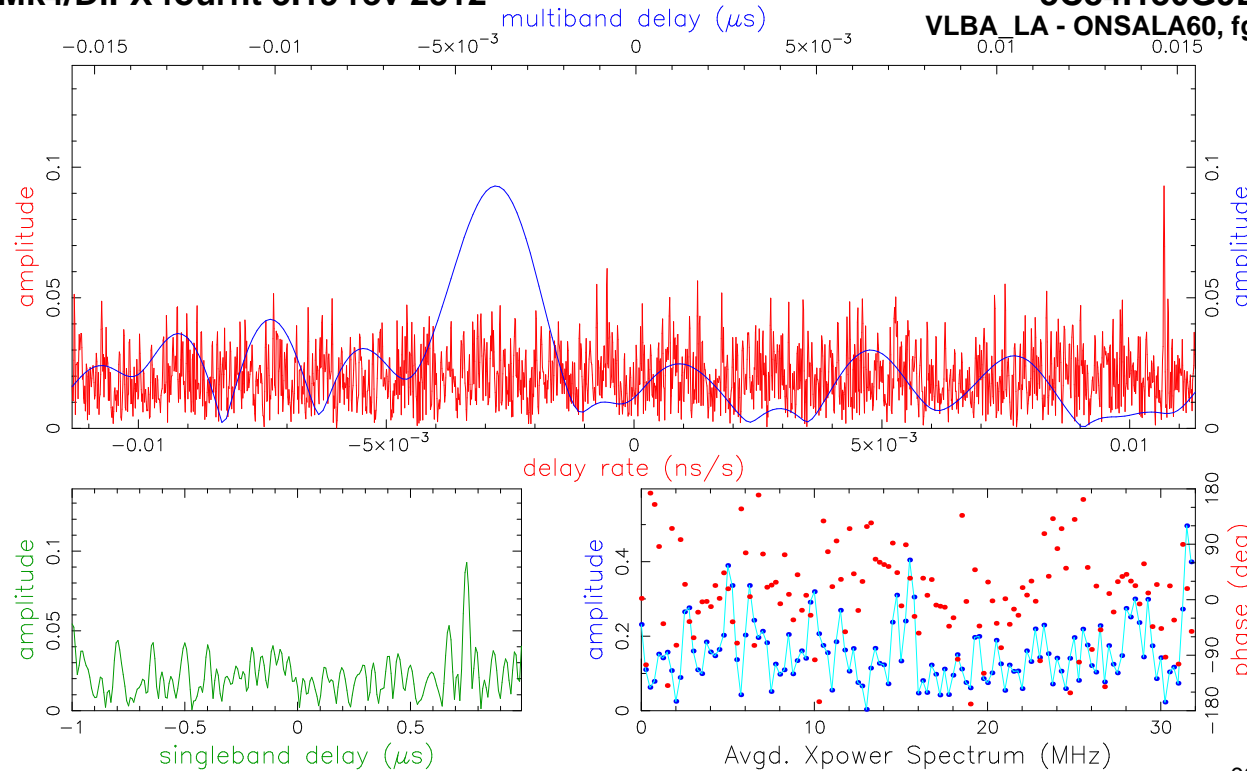 multiband delay (μs)
VLBA_LA - ONSALA60, fg
−0.015 −0.01 −5×10⁻³ 0 5×10⁻³ 0.01 0.015
amplitude
0 0.05 0.1
amplitude
0 0.05 0.1
−0.01 −5×10⁻³ 0 5×10⁻³ 0.01
delay rate (ns/s)
amplitude
0 0.05 0.1
−1 −0.5 0 0.5
singleband delay (μs)
amplitude
0 0.2 0.4
phase (deg)
−180 −90 0 90 180
0 10 20 30
Avgd. Xpower Spectrum (MHz)